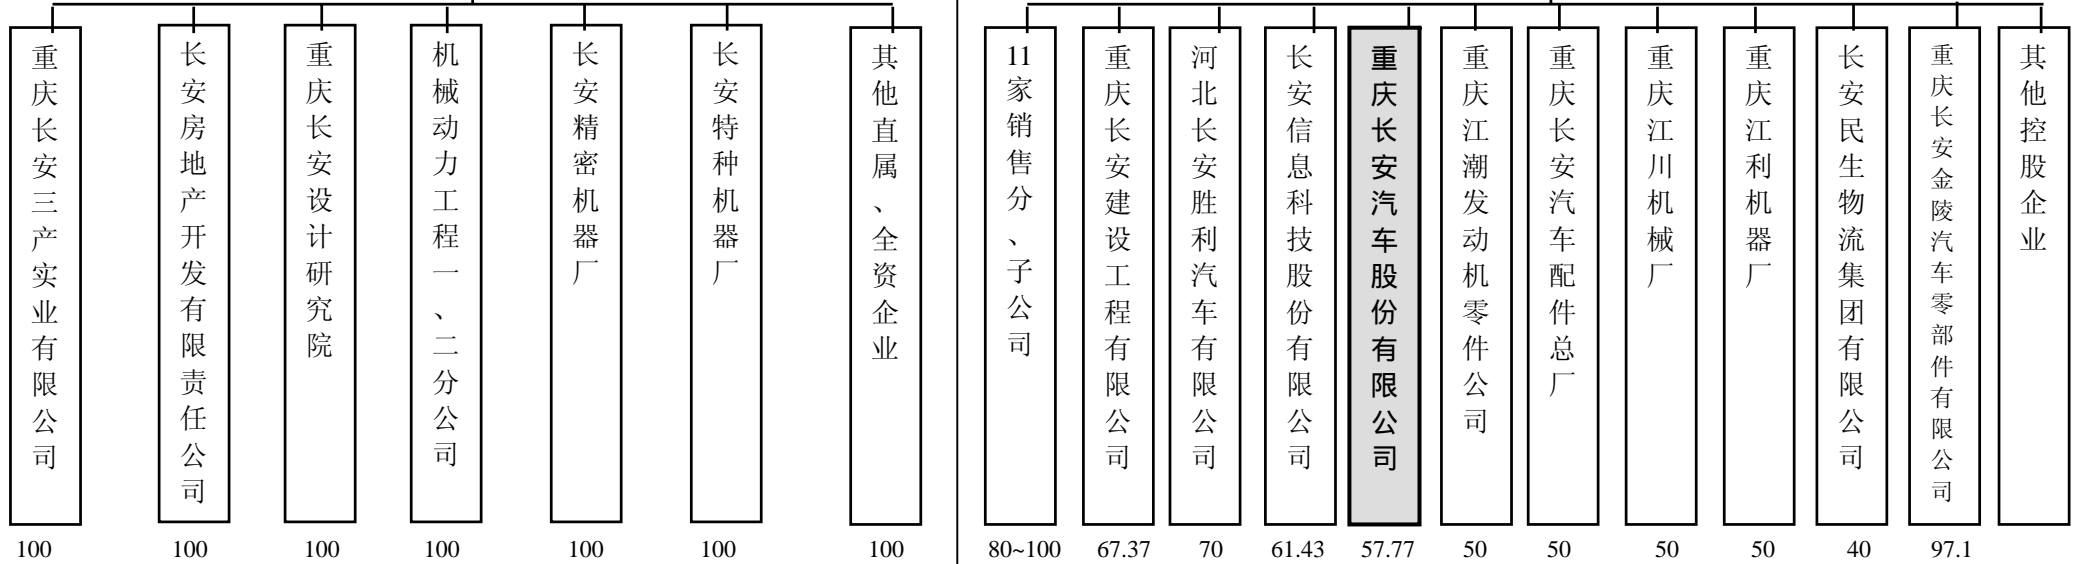 重庆长安三产实业有限公司
长安房地产开发有限责任公司
重庆长安设计研究院
机械动力工程一、二分公司
长安精密机器厂
长安特种机器厂
其他直属、全资企业
11家销售分、子公司
重庆长安建设工程有限公司
河北长安胜利汽车有限公司
长安信息科技股份有限公司
重庆长安汽车股份有限公司
重庆江潮发动机零件公司
重庆长安汽车配件总厂
重庆江川机械厂
重庆江利机器厂
长安民生物流集团有限公司
重庆长安金陵汽车零部件有限公司
其他控股企业
100 100 100 100 100 100 100 80~100 67.37 70 61.43 57.77 50 50 50 50 40 97.1